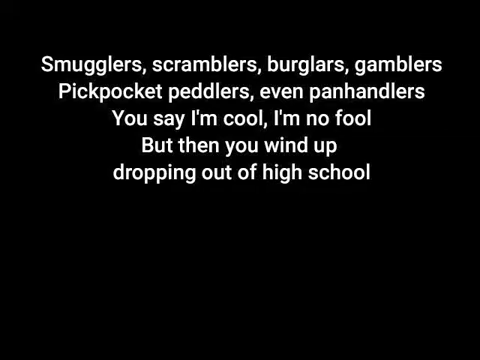 Smugglers, scramblers, burglars, gamblers
Pickpocket peddlers, even panhandlers
You say I'm cool, I'm no fool
But then you wind up
dropping out of high school